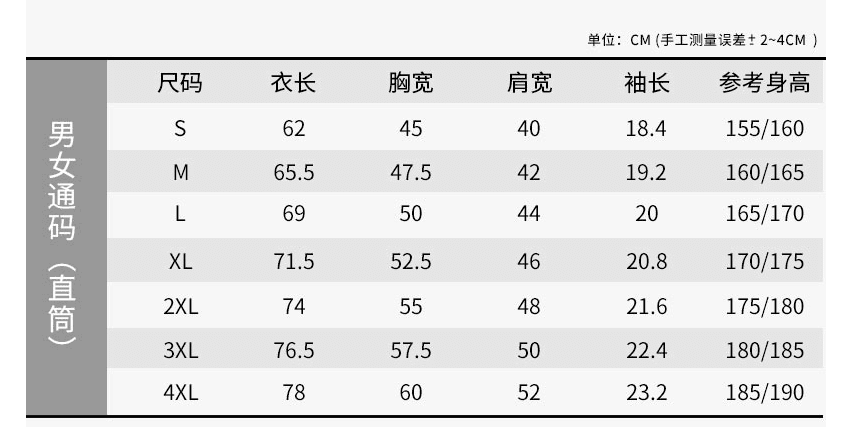 单位：CM (手工测量误差± 2~4CM )
男女通码（直筒）
尺码 衣长 胸宽 肩宽 袖长 参考身高
S 62 45 40 18.4 155/160
M 65.5 47.5 42 19.2 160/165
L 69 50 44 20 165/170
XL 71.5 52.5 46 20.8 170/175
2XL 74 55 48 21.6 175/180
3XL 76.5 57.5 50 22.4 180/185
4XL 78 60 52 23.2 185/190